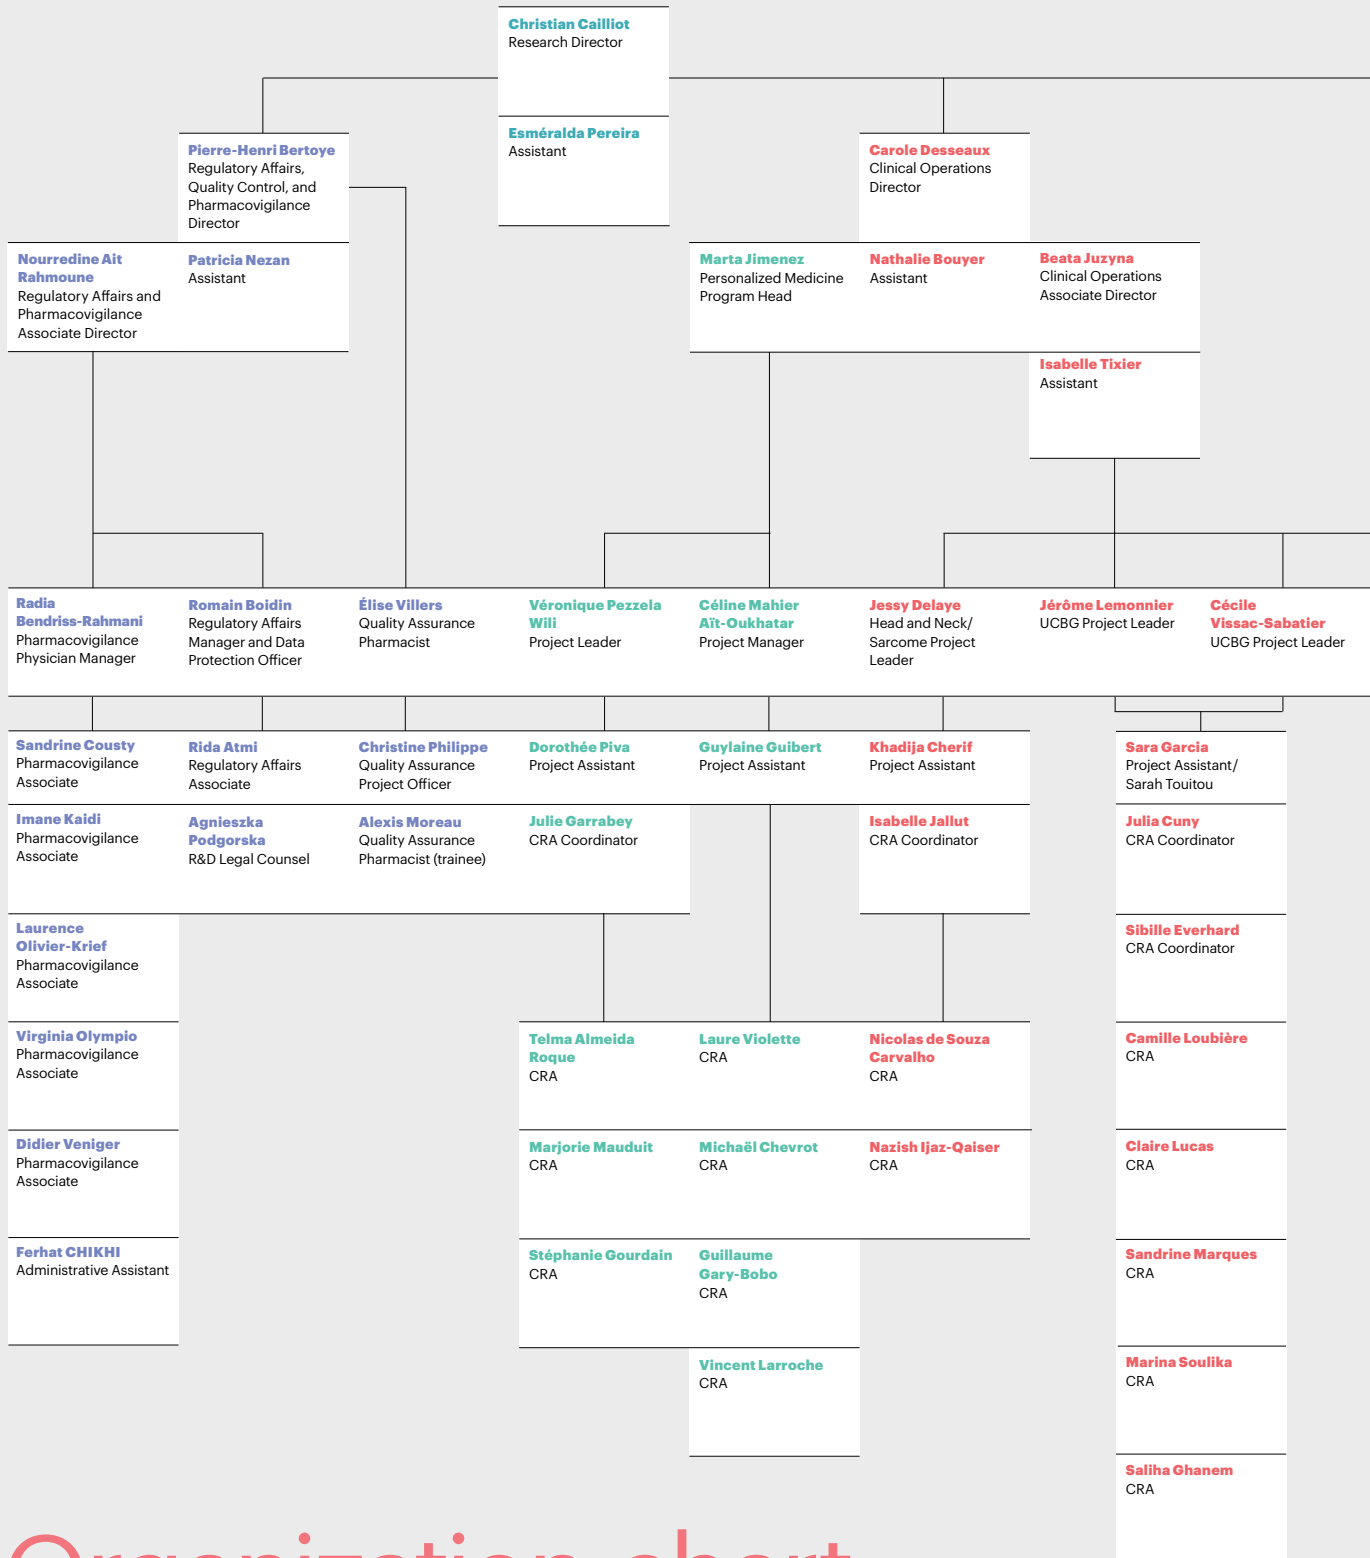 Christian Cailliot
Research Director
Esméralda Pereira
Assistant
Pierre-Henri Bertoye
Regulatory Affairs,
Quality Control, and
Pharmacovigilance
Director
Carole Desseaux
Clinical Operations
Director
Nourredine Ait
Rahmoune
Regulatory Affairs and
Pharmacovigilance
Associate Director
Patricia Nezan
Assistant
Marta Jimenez
Personalized Medicine
Program Head
Nathalie Bouyer
Assistant
Beata Juzyna
Clinical Operations
Associate Director
Isabelle Tixier
Assistant
Radia
Bendriss-Rahmani
Pharmacovigilance
Physician Manager
Romain Boidin
Regulatory Affairs
Manager and Data
Protection Officer
Élise Villers
Quality Assurance
Pharmacist
Véronique Pezzela
Wili
Project Leader
Céline Mahier
Aït-Oukhatar
Project Manager
Jessy Delaye
Head and Neck/
Sarcome Project
Leader
Jérôme Lemonnier
UCBG Project Leader
Cécile
Vissac-Sabatier
UCBG Project Leader
Sandrine Cousty
Pharmacovigilance
Associate
Rida Atmi
Regulatory Affairs
Associate
Christine Philippe
Quality Assurance
Project Officer
Dorothée Piva
Project Assistant
Guylaine Guibert
Project Assistant
Khadija Cherif
Project Assistant
Sara Garcia
Project Assistant/
Sarah Touitou
Imane Kaidi
Pharmacovigilance
Associate
Agnieszka
Podgorska
R&D Legal Counsel
Alexis Moreau
Quality Assurance
Pharmacist (trainee)
Julie Garrabey
CRA Coordinator
Isabelle Jallut
CRA Coordinator
Julia Cuny
CRA Coordinator
Laurence
Olivier-Krief
Pharmacovigilance
Associate
Sibille Everhard
CRA Coordinator
Virginia Olympio
Pharmacovigilance
Associate
Telma Almeida
Roque
CRA
Laure Violette
CRA
Nicolas de Souza
Carvalho
CRA
Camille Loubière
CRA
Didier Veniger
Pharmacovigilance
Associate
Marjorie Mauduit
CRA
Michaël Chevrot
CRA
Nazish Ijaz-Qaiser
CRA
Claire Lucas
CRA
Ferhat CHIKHI
Administrative Assistant
Stéphanie Gourdain
CRA
Guillaume
Gary-Bobo
CRA
Sandrine Marques
CRA
Vincent Larroche
CRA
Marina Soulika
CRA
Saliha Ghanem
CRA
Organization chart